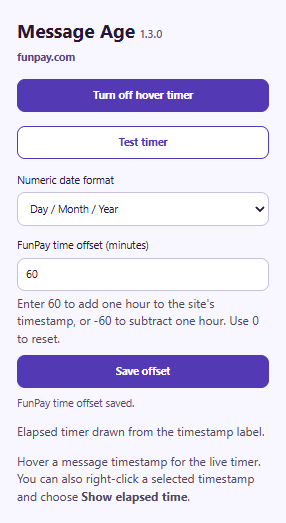 Message Age 1.3.0
funpay.com
Turn off hover timer
Test timer
Numeric date format
Day / Month / Year
FunPay time offset (minutes)
60
Enter 60 to add one hour to the site's
timestamp, or -60 to subtract one hour. Use 0
to reset.
Save offset
FunPay time offset saved.
Elapsed timer drawn from the timestamp label.
Hover a message timestamp for the live timer.
You can also right-click a selected timestamp
and choose Show elapsed time.